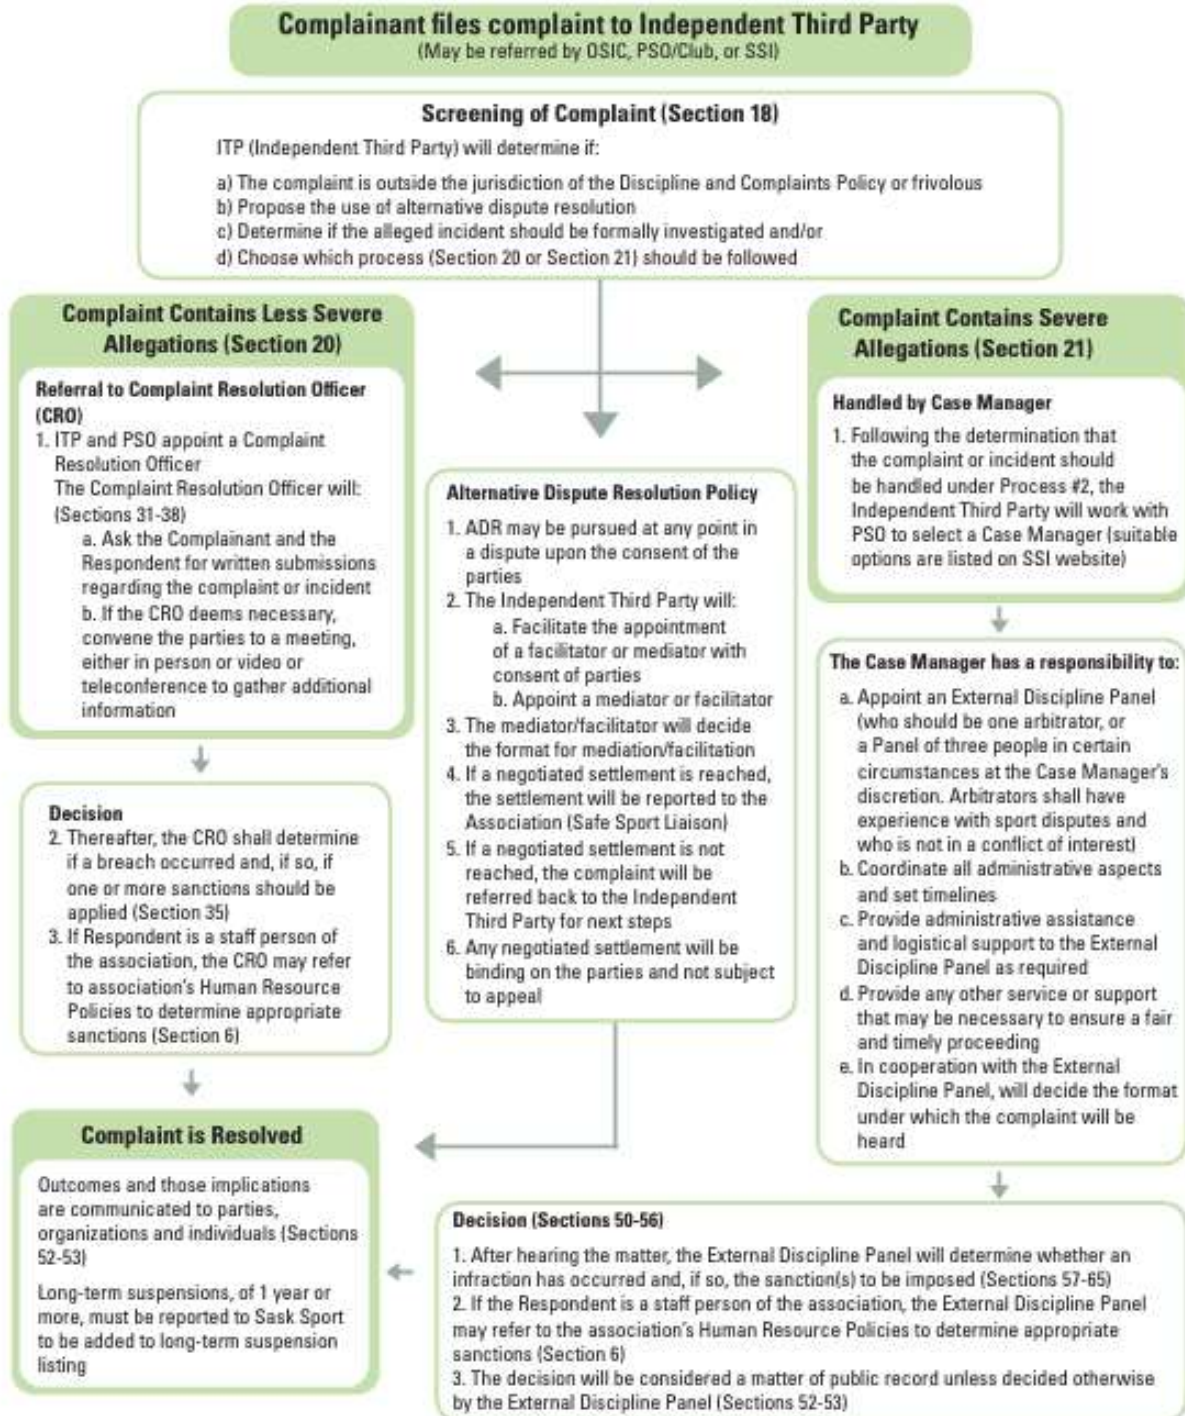 Complainant files complaint to Independent Third Party
(May be referred by OSIC, PSO/Club, or SSI)
Screening of Complaint (Section 18)
ITP (Independent Third Party) will determine if:
a) The complaint is outside the jurisdiction of the Discipline and Complaints Policy or frivolous
b) Propose the use of alternative dispute resolution
c) Determine if the alleged incident should be formally investigated and/or
d) Choose which process (Section 20 or Section 21) should be followed
Complaint Contains Less Severe
Allegations (Section 20)
Referral to Complaint Resolution Officer
(CRO)
1. ITP and PSO appoint a Complaint
Resolution Officer
The Complaint Resolution Officer will:
(Sections 31-38)
a. Ask the Complainant and the
Respondent for written submissions
regarding the complaint or incident
b. If the CRO deems necessary,
convene the parties to a meeting,
either in person or video or
teleconference to gather additional
information
Decision
2. Thereafter, the CRO shall determine
if a breach occurred and, if so, if
one or more sanctions should be
applied (Section 35)
3. If Respondent is a staff person of
the association, the CRO may refer
to association's Human Resource
Policies to determine appropriate
sanctions (Section 6)
Alternative Dispute Resolution Policy
1. ADR may be pursued at any point in
a dispute upon the consent of the
parties
2. The Independent Third Party will:
a. Facilitate the appointment
of a facilitator or mediator with
consent of parties
b. Appoint a mediator or facilitator
3. The mediator/facilitator will decide
the format for mediation/facilitation
4. If a negotiated settlement is reached,
the settlement will be reported to the
Association (Safe Sport Liaison)
5. If a negotiated settlement is not
reached, the complaint will be
referred back to the Independent
Third Party for next steps
6. Any negotiated settlement will be
binding on the parties and not subject
to appeal
Complaint Contains Severe
Allegations (Section 21)
Handled by Case Manager
1. Following the determination that
the complaint or incident should
be handled under Process #2, the
Independent Third Party will work with
PSO to select a Case Manager (suitable
options are listed on SSI website)
The Case Manager has a responsibility to:
a. Appoint an External Discipline Panel
(who should be one arbitrator, or
a Panel of three people in certain
circumstances at the Case Manager's
discretion. Arbitrators shall have
experience with sport disputes and
who is not in a conflict of interest)
b. Coordinate all administrative aspects
and set timelines
c. Provide administrative assistance
and logistical support to the External
Discipline Panel as required
d. Provide any other service or support
that may be necessary to ensure a fair
and timely proceeding
e. In cooperation with the External
Discipline Panel, will decide the format
under which the complaint will be
heard
Decision (Sections 50-56)
1. After hearing the matter, the External Discipline Panel will determine whether an
infraction has occurred and, if so, the sanction(s) to be imposed (Sections 57-65)
2. If the Respondent is a staff person of the association, the External Discipline Panel
may refer to the association's Human Resource Policies to determine appropriate
sanctions (Section 6)
3. The decision will be considered a matter of public record unless decided otherwise
by the External Discipline Panel (Sections 52-53)
Complaint is Resolved
Outcomes and those implications
are communicated to parties,
organizations and individuals (Sections
52-53)
Long-term suspensions, of 1 year or
more, must be reported to Sask Sport
to be added to long-term suspension
listing